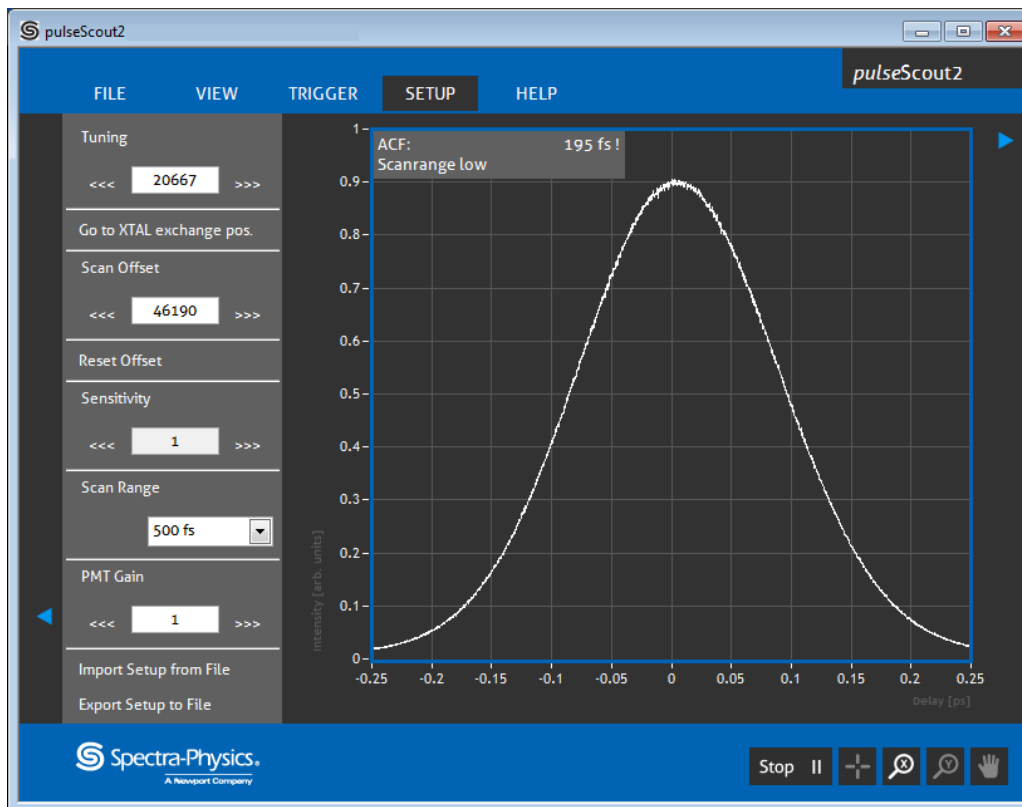 pulseScout2
pulseScout2
FILE VIEW TRIGGER SETUP HELP
Tuning
<<< 20667 >>>
Go to XTAL exchange pos.
Scan Offset
<<< 46190 >>>
Reset Offset
Sensitivity
<<< 1 >>>
Scan Range
500 fs
PMT Gain
<<< 1 >>>
Import Setup from File
Export Setup to File
ACF: 195 fs !
Scanrange low
1
0.9
0.8
0.7
0.6
0.5
0.4
0.3
0.2
0.1
0
Intensity [arb. units]
-0.25 -0.2 -0.15 -0.1 -0.05 0 0.05 0.1 0.15 0.2 0.25
Delay [ps]
Spectra-Physics.
A Newport Company
Stop II
X
Y